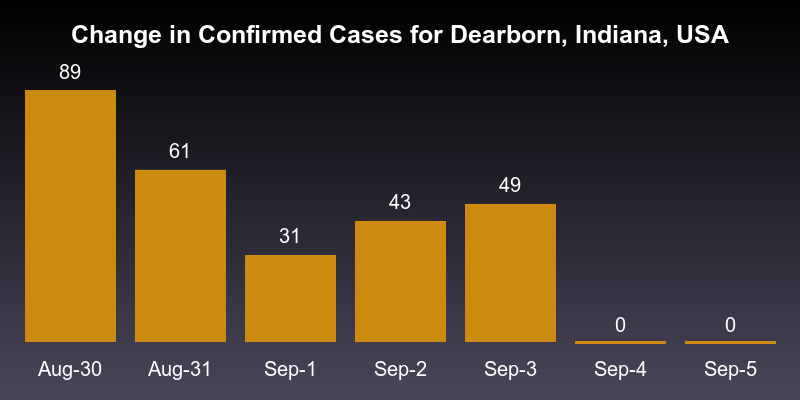 Change in Confirmed Cases for Dearborn, Indiana, USA
89
61
31
43
49
0
0
Aug-30
Aug-31
Sep-1
Sep-2
Sep-3
Sep-4
Sep-5